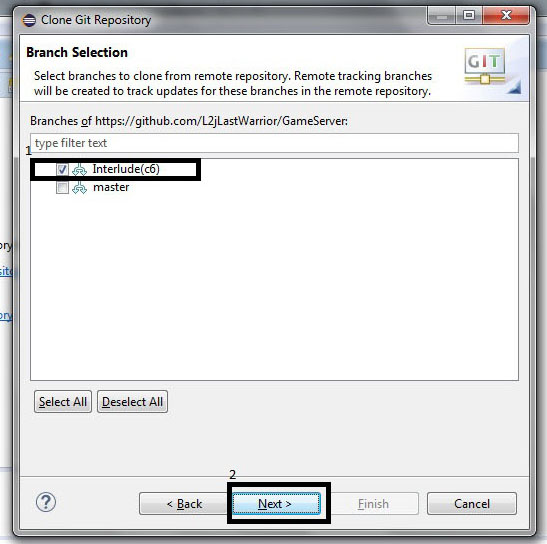 Clone Git Repository
Branch Selection
GIT
Select branches to clone from remote repository. Remote tracking branches
will be created to track updates for these branches in the remote repository.
Branches of https://github.com/L2jLastWarrior/GameServer:
type filter text
1
Interlude(c6)
master
Select All Deselect All
2
? < Back Next > Finish Cancel